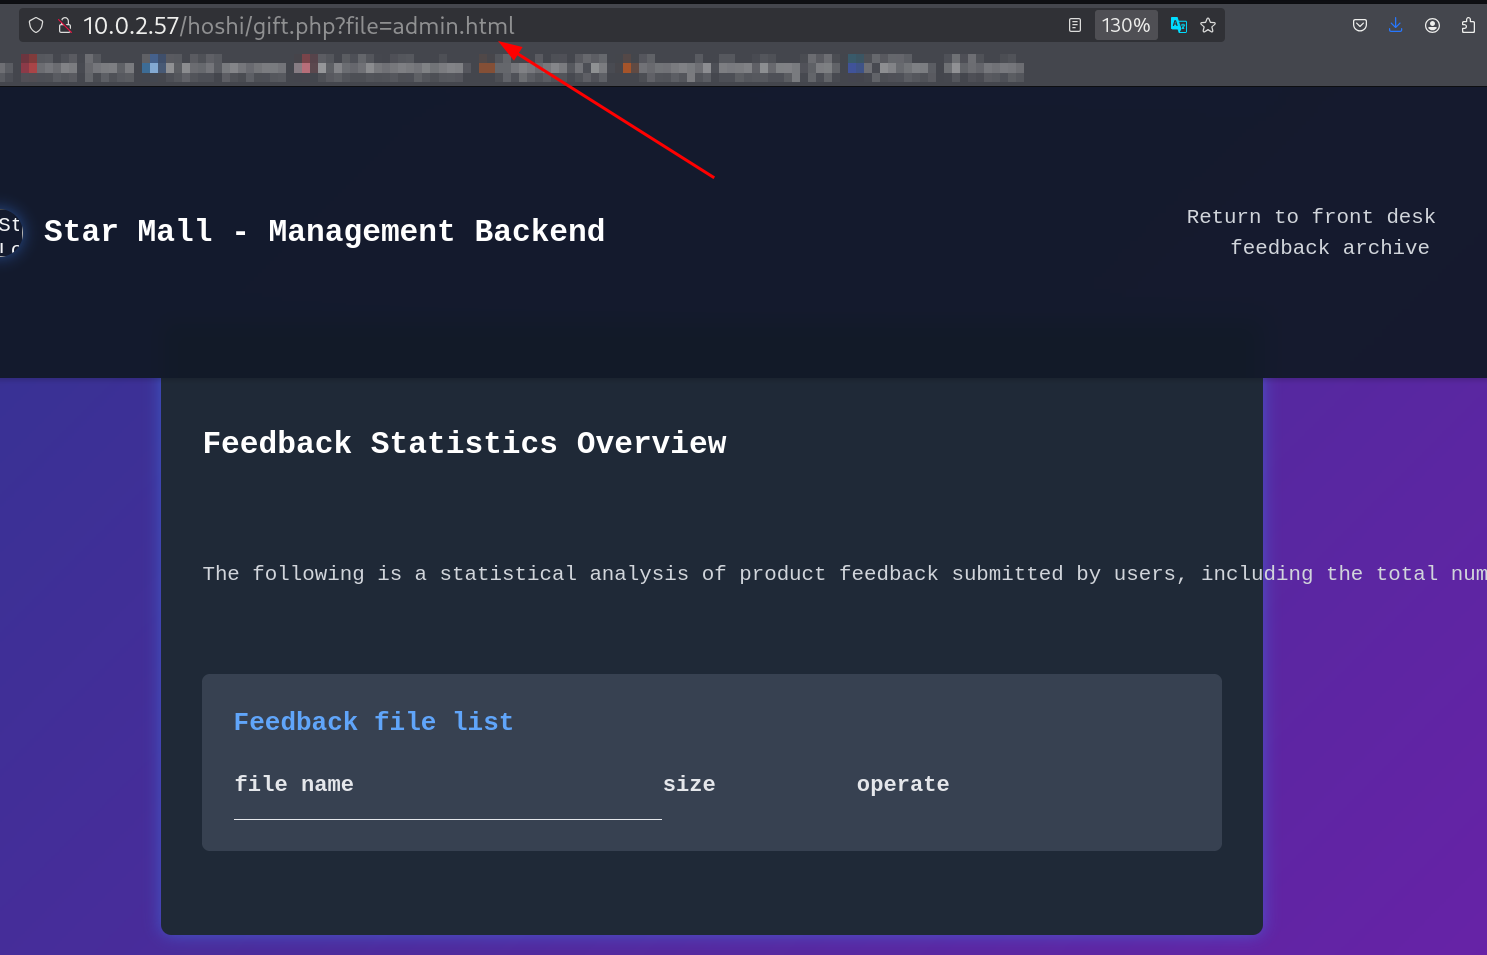 10.0.2.57/hoshi/gift.php?file=admin.html
130%
St
Star Mall - Management Backend
Return to front desk
feedback archive
Feedback Statistics Overview
The following is a statistical analysis of product feedback submitted by users, including the total num
Feedback file list
file name size operate